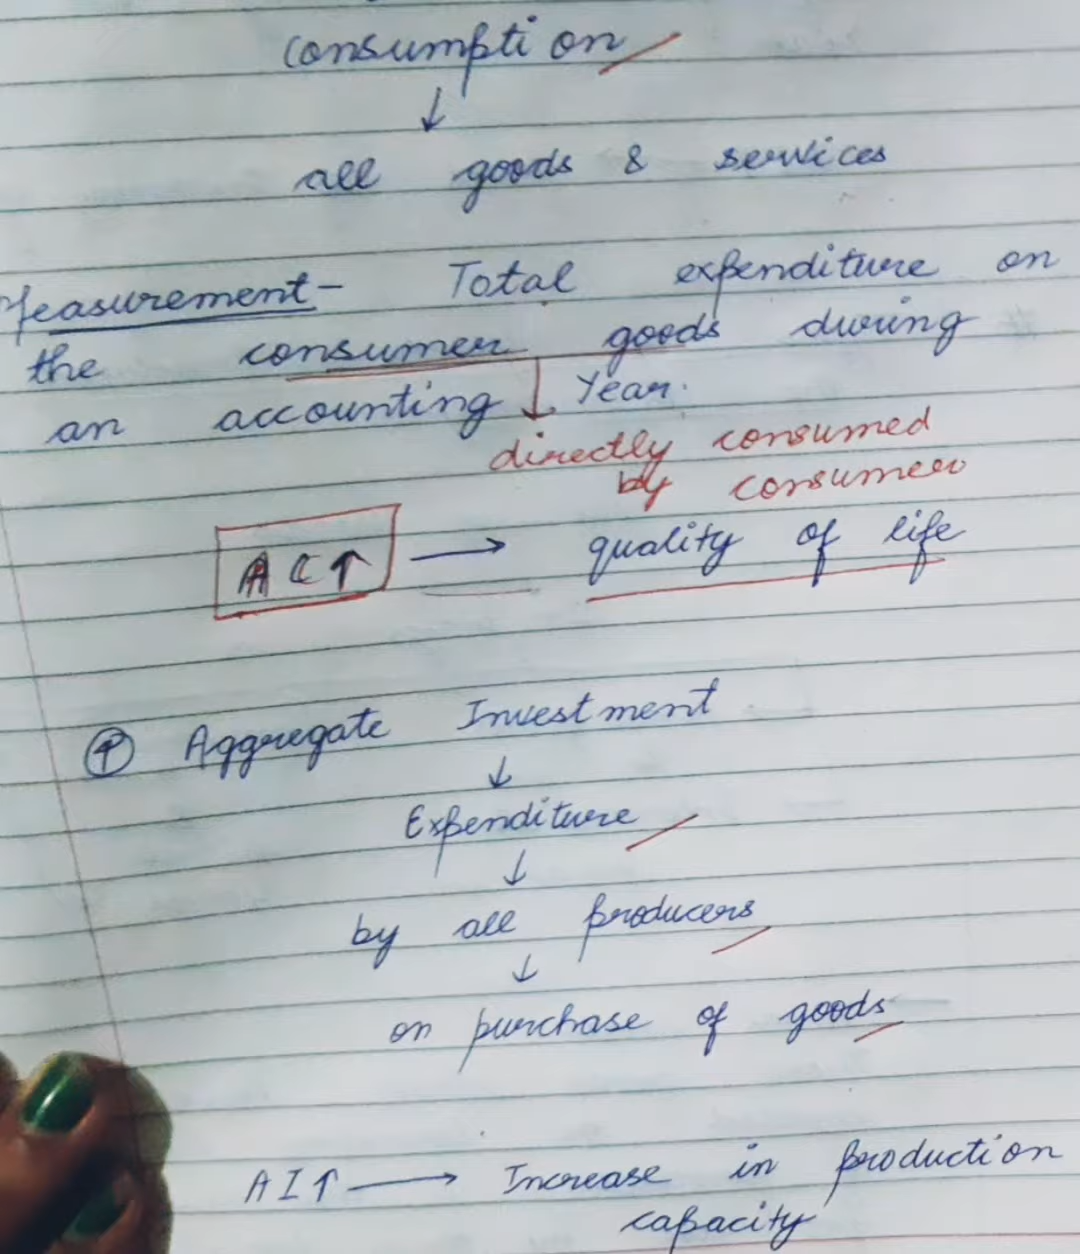 Consumption
↓
all goods & services
Measurement- Total expenditure on
the consumer goods during
an accounting ↓ Year.
directly consumed
by consumer
AC↑ → quality of life
Aggregate Investment
↓
Expenditure
↓
by all producers
↓
on purchase of goods
AI↑ → Increase in production
capacity